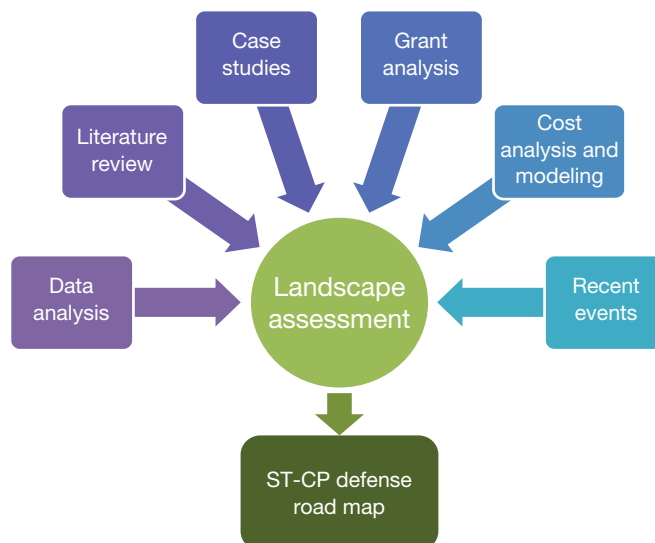 Case
studies
Grant
analysis
Literature
review
Cost
analysis and
modeling
Data
analysis
Landscape
assessment
Recent
events
ST-CP defense
road map